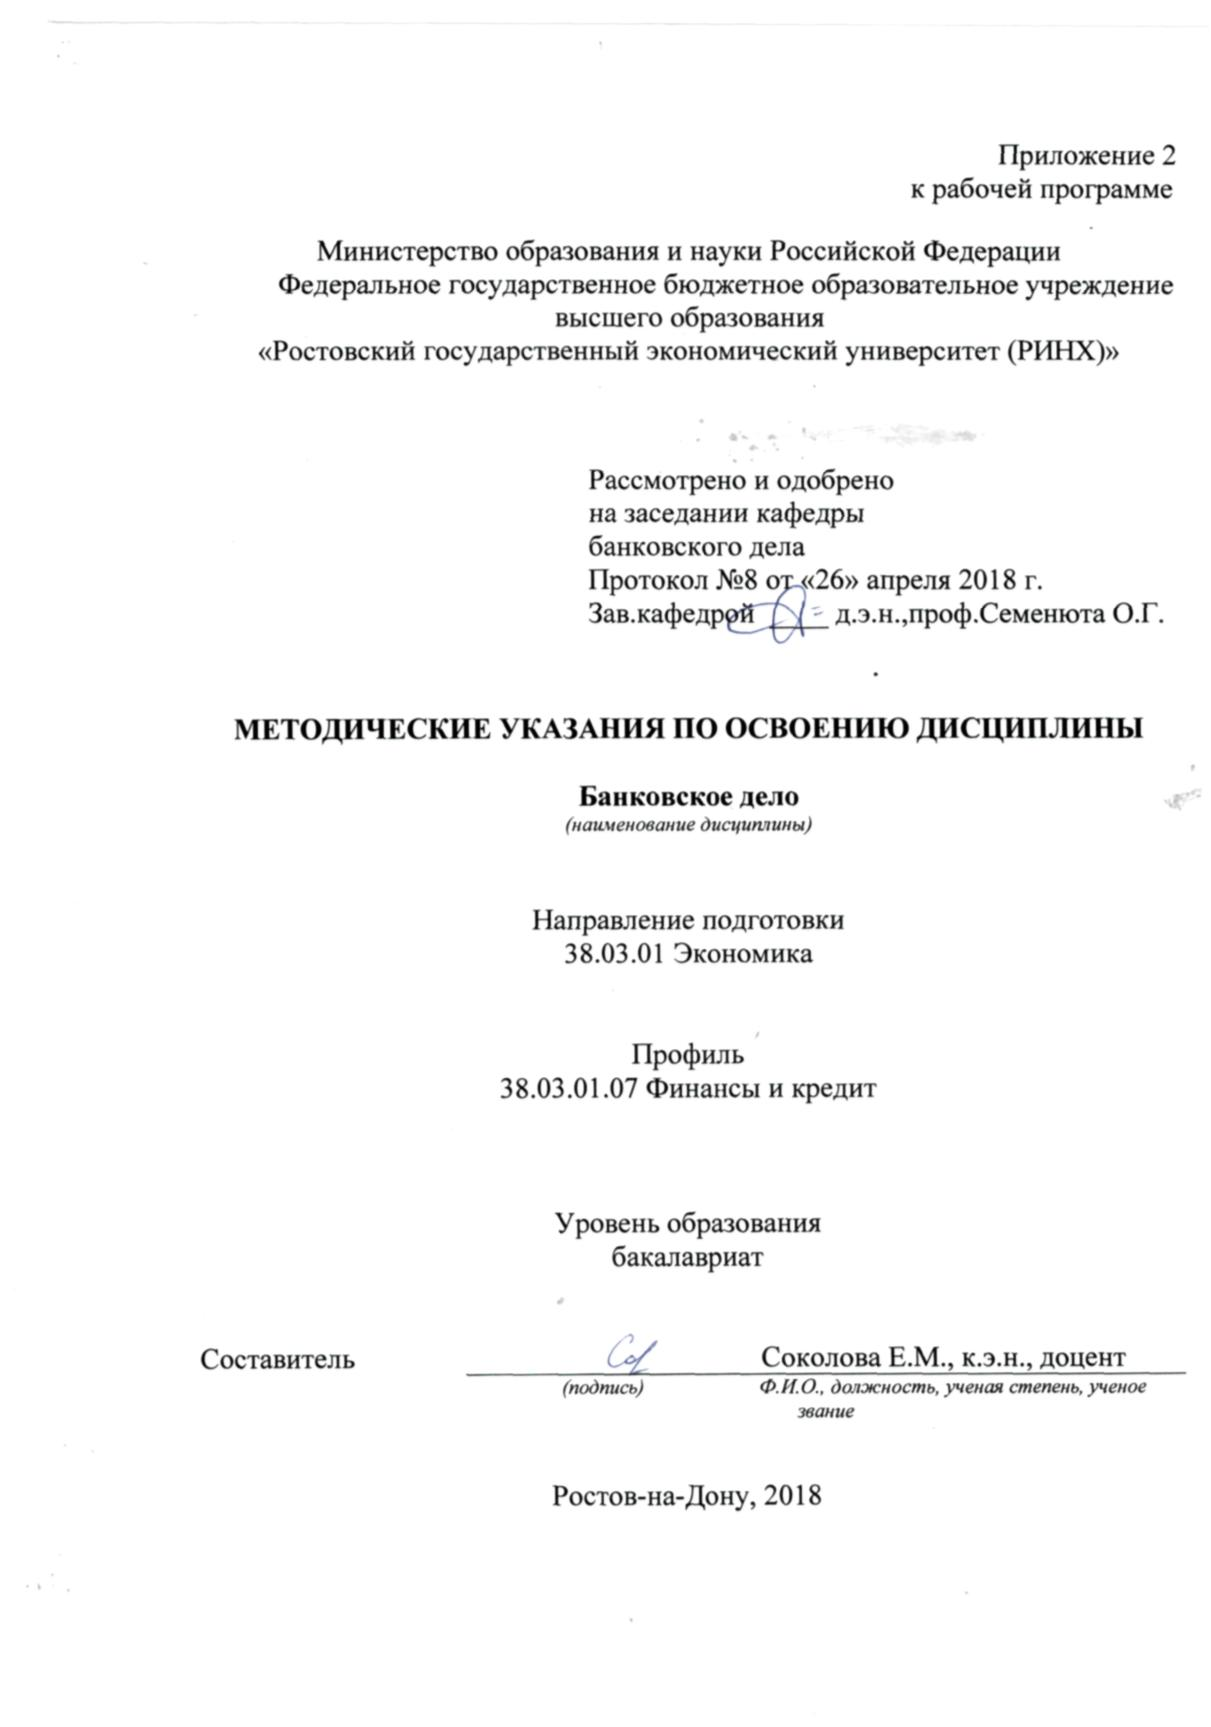 Приложение 2
к рабочей программе
Министерство образования и науки Российской Федерации
Федеральное государственное бюджетное образовательное учреждение
высшего образования
«Ростовский государственный экономический университет (РИНХ)»
Рассмотрено и одобрено
на заседании кафедры
банковского дела
Протокол №8 от «26» апреля 2018 г.
Зав.кафедрой ____ д.э.н.,проф.Семенюта О.Г.
МЕТОДИЧЕСКИЕ УКАЗАНИЯ ПО ОСВОЕНИЮ ДИСЦИПЛИНЫ
Банковское дело
(наименование дисциплины)
Направление подготовки
38.03.01 Экономика
Профиль
38.03.01.07 Финансы и кредит
Уровень образования
бакалавриат
Составитель Соколова Е.М., к.э.н., доцент
(подпись) Ф.И.О., должность, ученая степень, ученое
звание
Ростов-на-Дону, 2018